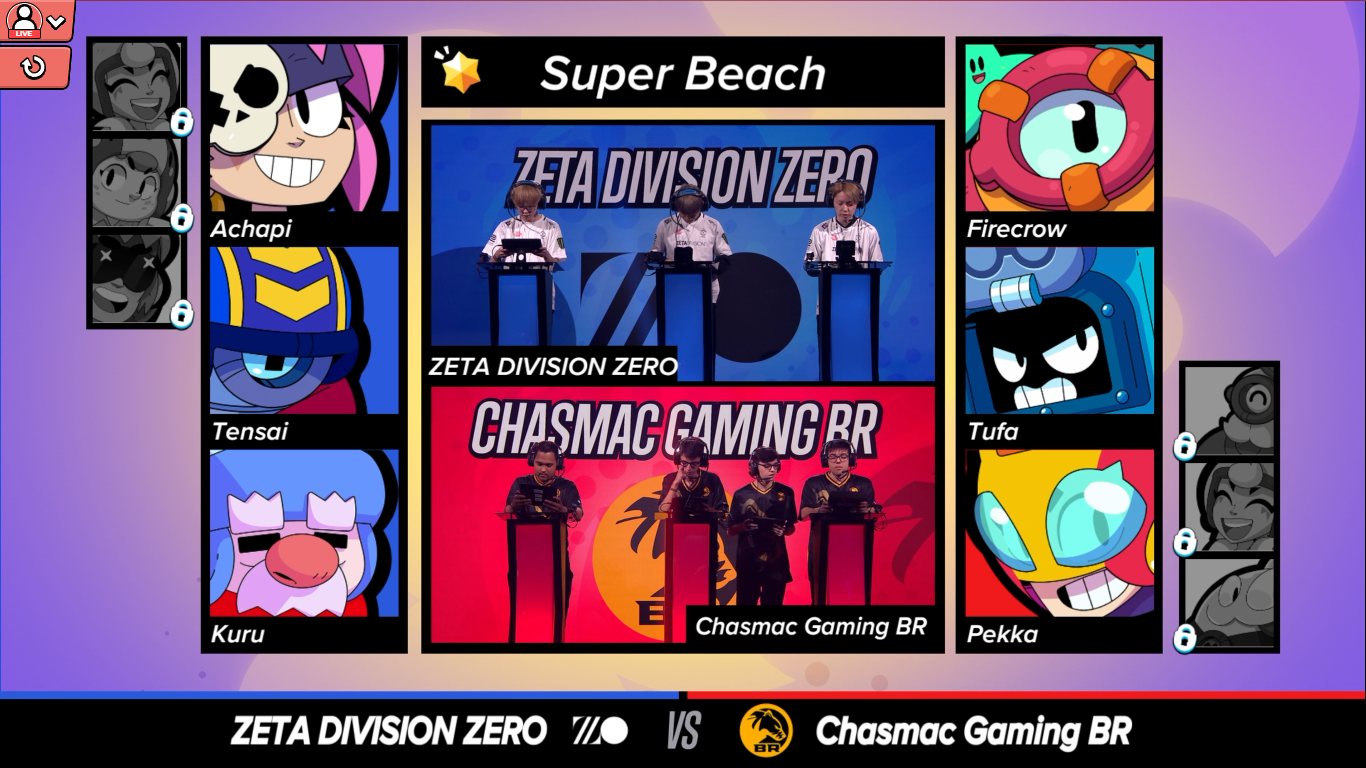 LIVE
Super Beach
Achapi
Tensai
Kuru
ZETA DIVISION ZERO
ZETA DIVISION ZERO
CHASMAC GAMING BR
Chasmac Gaming BR
Firecrow
Tufa
Pekka
ZETA DIVISION ZERO
VS
BR
Chasmac Gaming BR